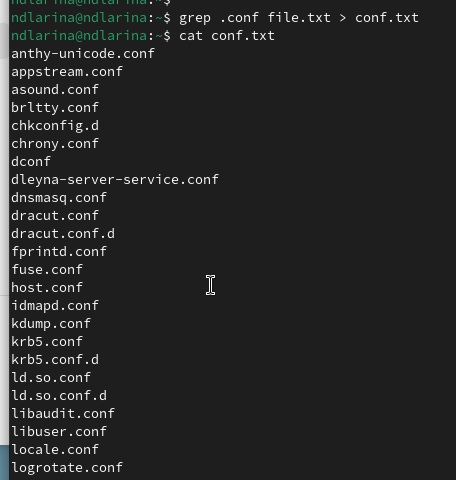 ndlarina@ndlarina:~$
ndlarina@ndlarina:~$ grep .conf file.txt > conf.txt
ndlarina@ndlarina:~$ cat conf.txt
anthy-unicode.conf
appstream.conf
asound.conf
brltty.conf
chkconfig.d
chrony.conf
dconf
dleyna-server-service.conf
dnsmasq.conf
dracut.conf
dracut.conf.d
fprintd.conf
fuse.conf
host.conf
idmapd.conf
kdump.conf
krb5.conf
krb5.conf.d
ld.so.conf
ld.so.conf.d
libaudit.conf
libuser.conf
locale.conf
logrotate.conf